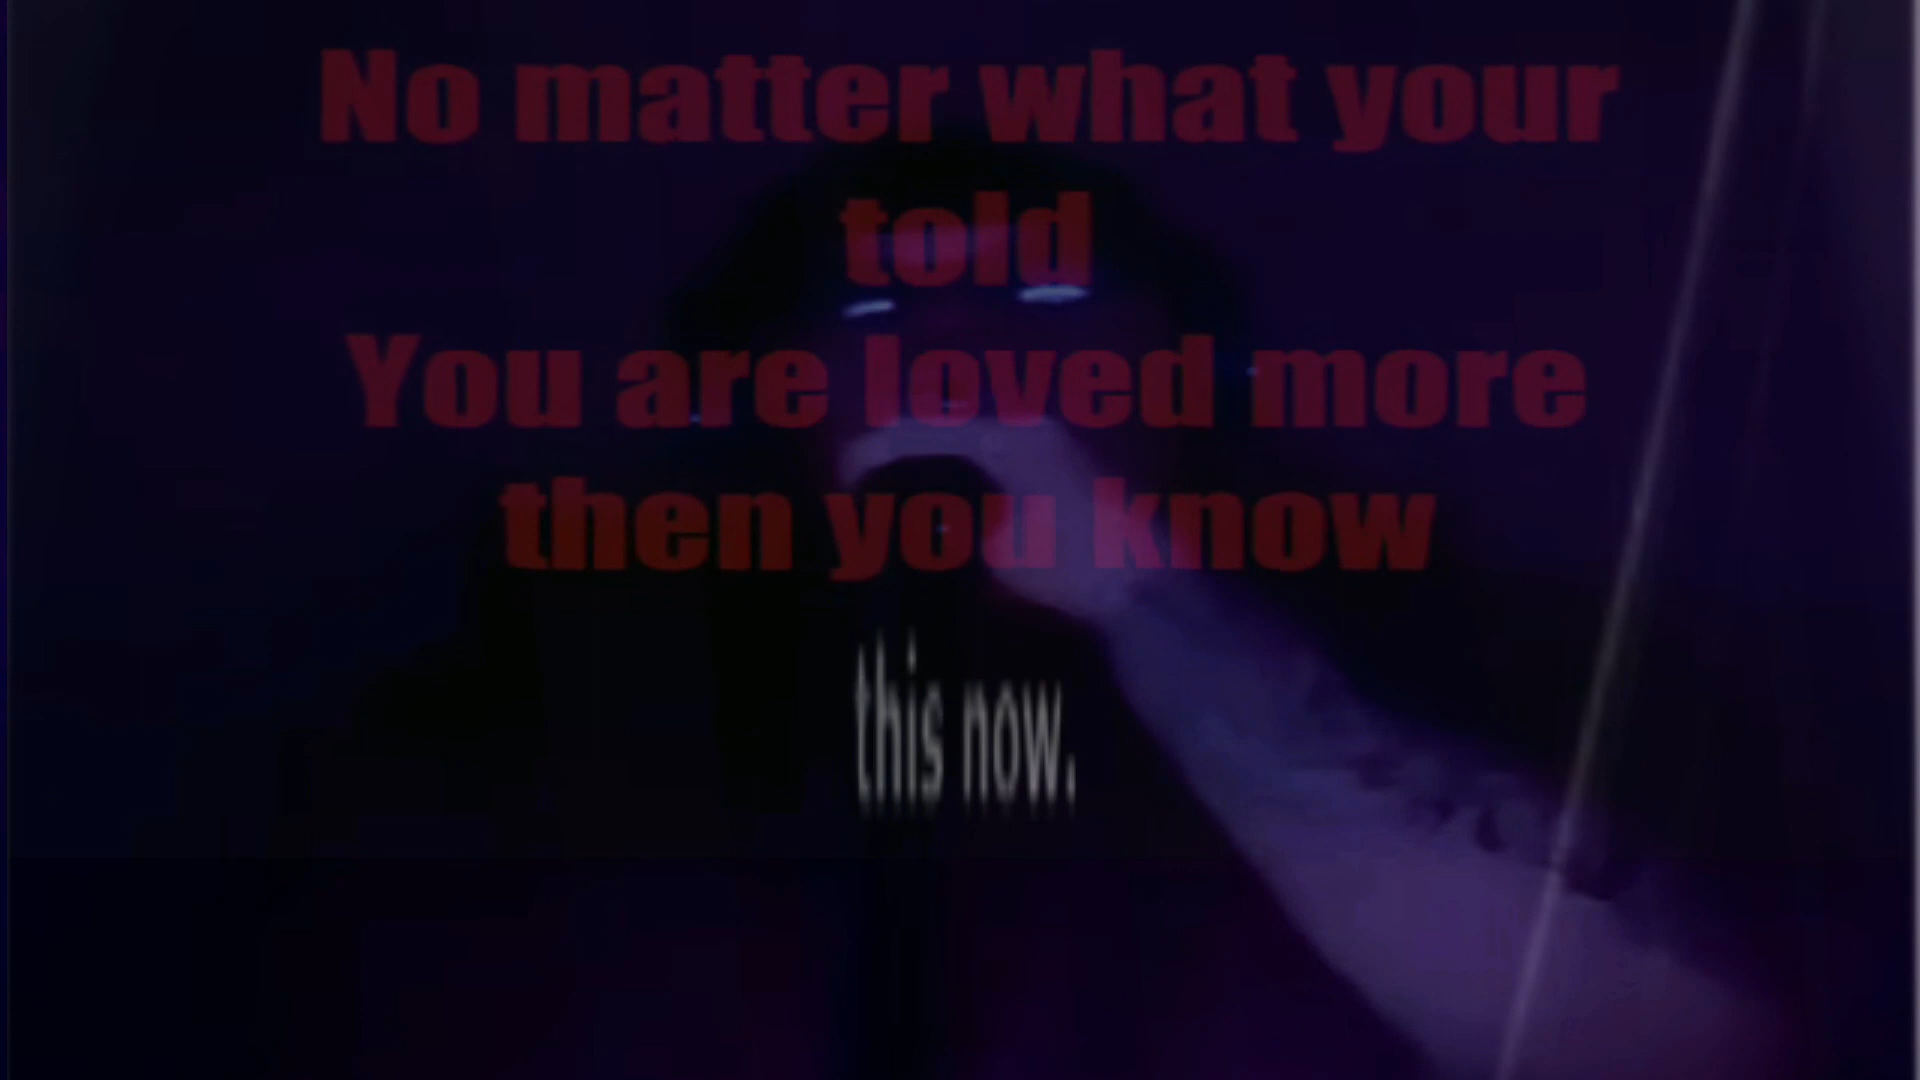 No matter what your
told
You are loved more
then you know
this now.